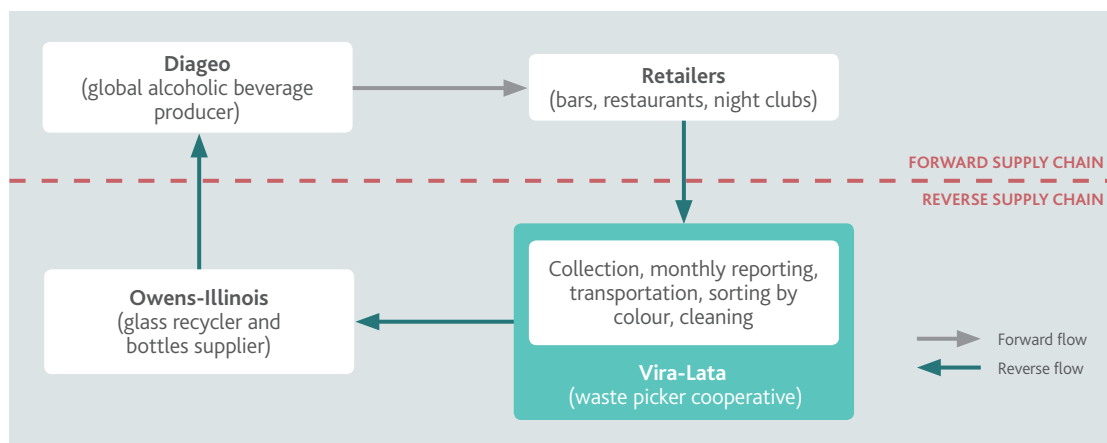 Diageo
(global alcoholic beverage
producer)
Retailers
(bars, restaurants, night clubs)
FORWARD SUPPLY CHAIN
REVERSE SUPPLY CHAIN
Owens-Illinois
(glass recycler and
bottles supplier)
Collection, monthly reporting,
transportation, sorting by
colour, cleaning
Vira-Lata
(waste picker cooperative)
Forward flow
Reverse flow